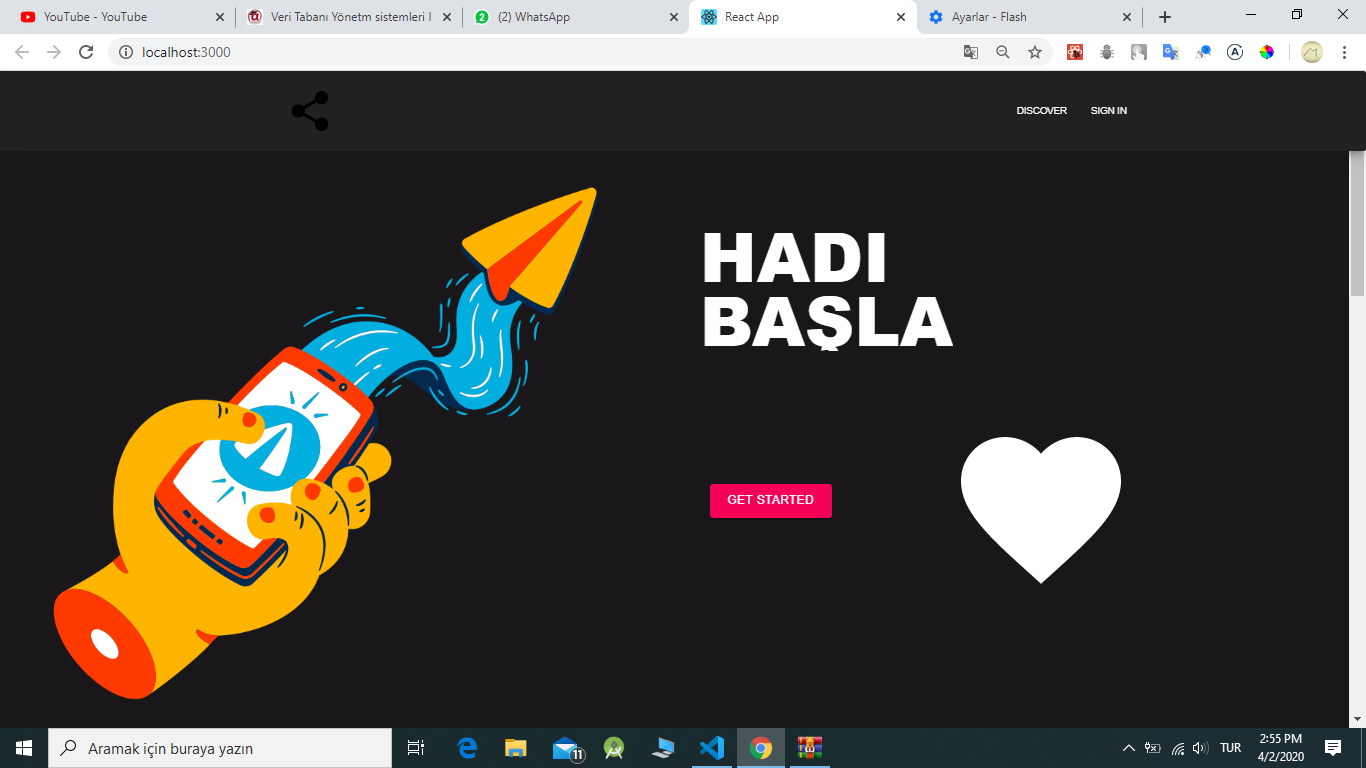 YouTube - YouTube
Veri Tabanı Yönetm sistemleri I
(2) WhatsApp
React App
Ayarlar - Flash
localhost:3000
DISCOVER
SIGN IN
HADI
BAŞLA
GET STARTED
Aramak için buraya yazın
11
TUR
2:55 PM
4/2/2020